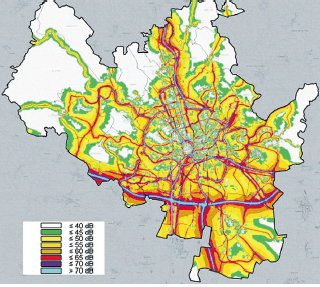 ≤ 40 dB
≤ 45 dB
≤ 50 dB
≤ 55 dB
≤ 60 dB
≤ 65 dB
≤ 70 dB
> 70 dB